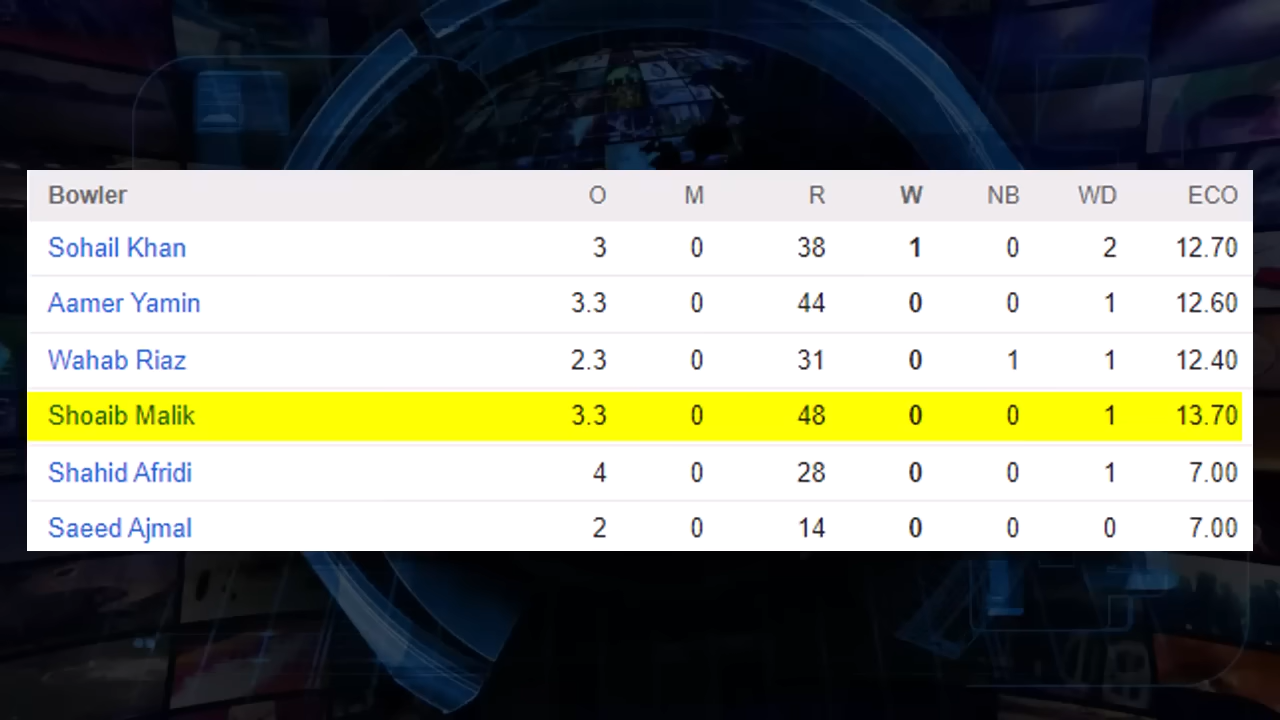 Bowler O M R W NB WD ECO
Sohail Khan 3 0 38 1 0 2 12.70
Aamer Yamin 3.3 0 44 0 0 1 12.60
Wahab Riaz 2.3 0 31 0 1 1 12.40
Shoaib Malik 3.3 0 48 0 0 1 13.70
Shahid Afridi 4 0 28 0 0 1 7.00
Saeed Ajmal 2 0 14 0 0 0 7.00